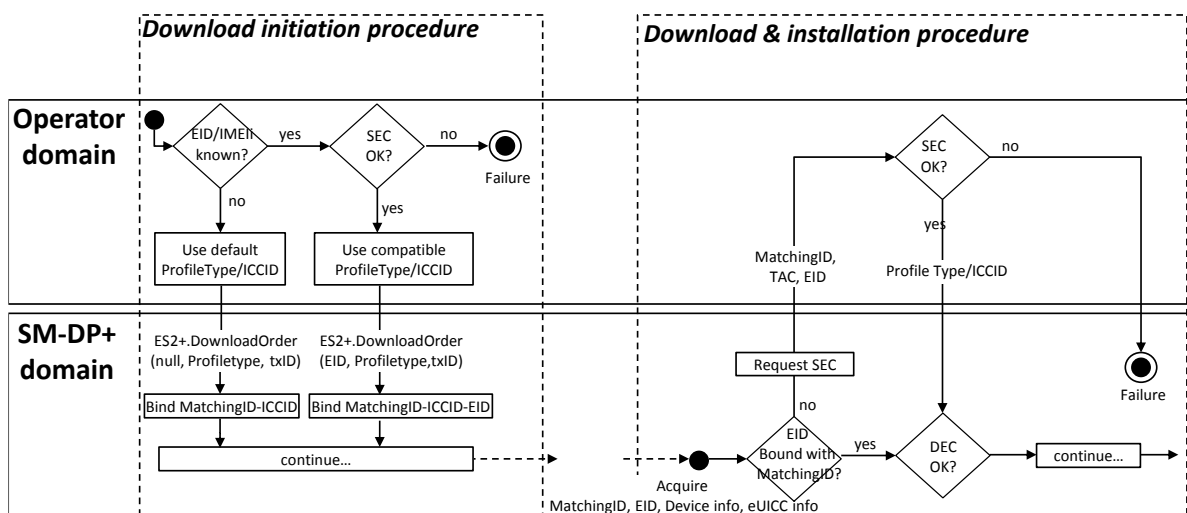 Download initiation procedure
Download & installation procedure
Operator
domain
EID/IMEIi
known?
yes
SEC
OK?
no
Failure
no
yes
Use default
ProfileType/ICCID
Use compatible
ProfileType/ICCID
SEC
OK?
no
yes
MatchingID,
TAC, EID
Profile Type/ICCID
SM-DP+
domain
ES2+.DownloadOrder
(null, Profiletype, txID)
ES2+.DownloadOrder
(EID, Profiletype,txID)
Bind MatchingID-ICCID
Bind MatchingID-ICCID-EID
continue…
Request SEC
no
Failure
EID
Bound with
MatchingID?
yes
DEC
OK?
continue…
Acquire
MatchingID, EID, Device info, eUICC info